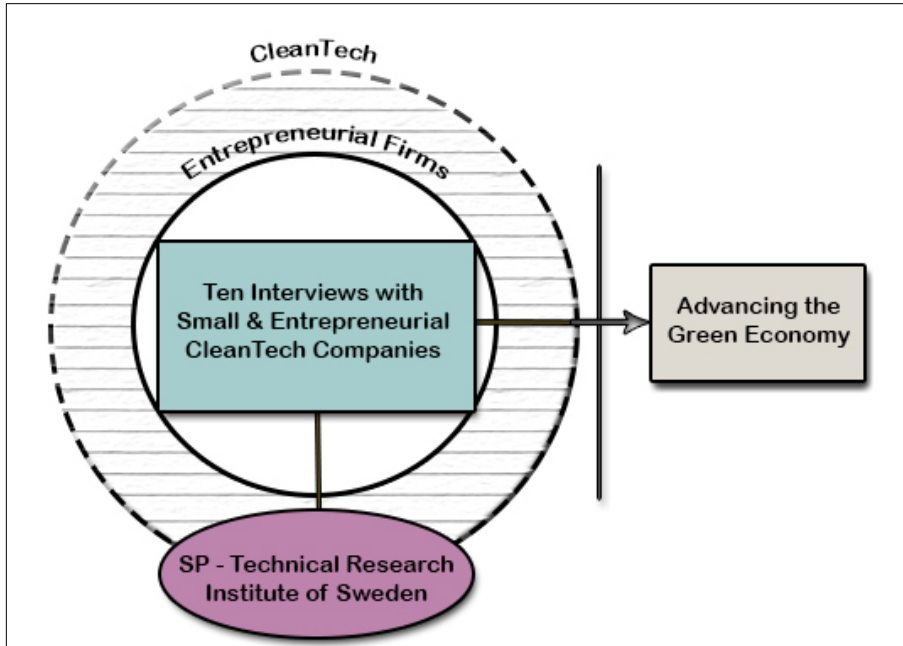 CleanTech
Entrepreneurial Firms
Ten Interviews with
Small & Entrepreneurial
CleanTech Companies
Advancing the
Green Economy
SP - Technical Research
Institute of Sweden